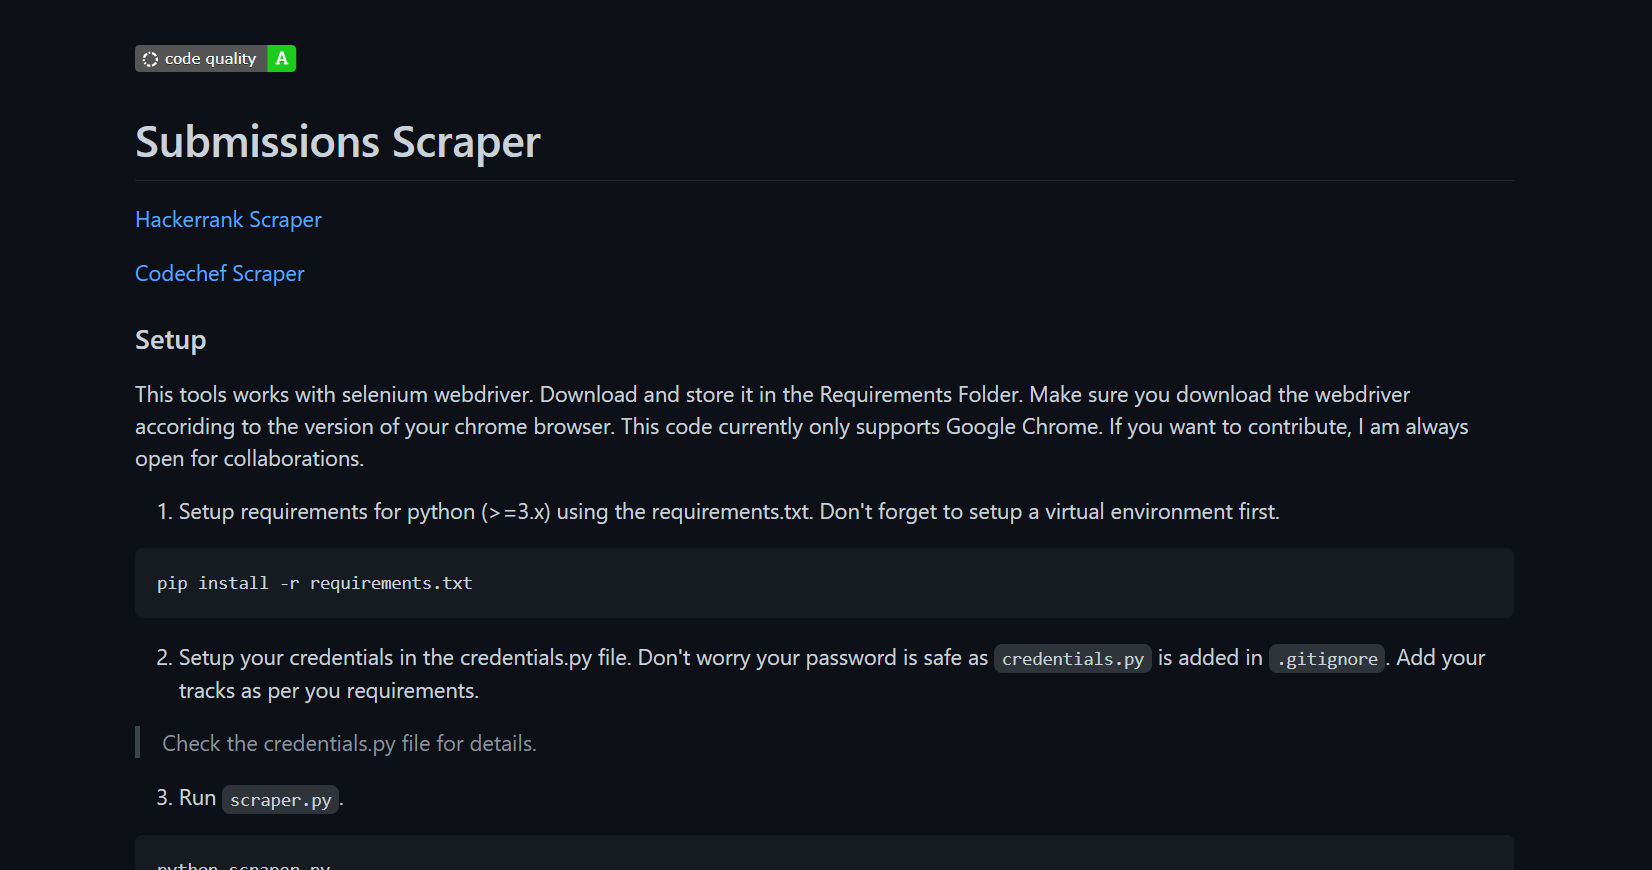 code quality A
Submissions Scraper
Hackerrank Scraper
Codechef Scraper
Setup
This tools works with selenium webdriver. Download and store it in the Requirements Folder. Make sure you download the webdriver
accoriding to the version of your chrome browser. This code currently only supports Google Chrome. If you want to contribute, I am always
open for collaborations.
1. Setup requirements for python (>=3.x) using the requirements.txt. Don't forget to setup a virtual environment first.
pip install -r requirements.txt
2. Setup your credentials in the credentials.py file. Don't worry your password is safe as credentials.py is added in .gitignore. Add your
tracks as per you requirements.
Check the credentials.py file for details.
3. Run scraper.py.
python scraper.py